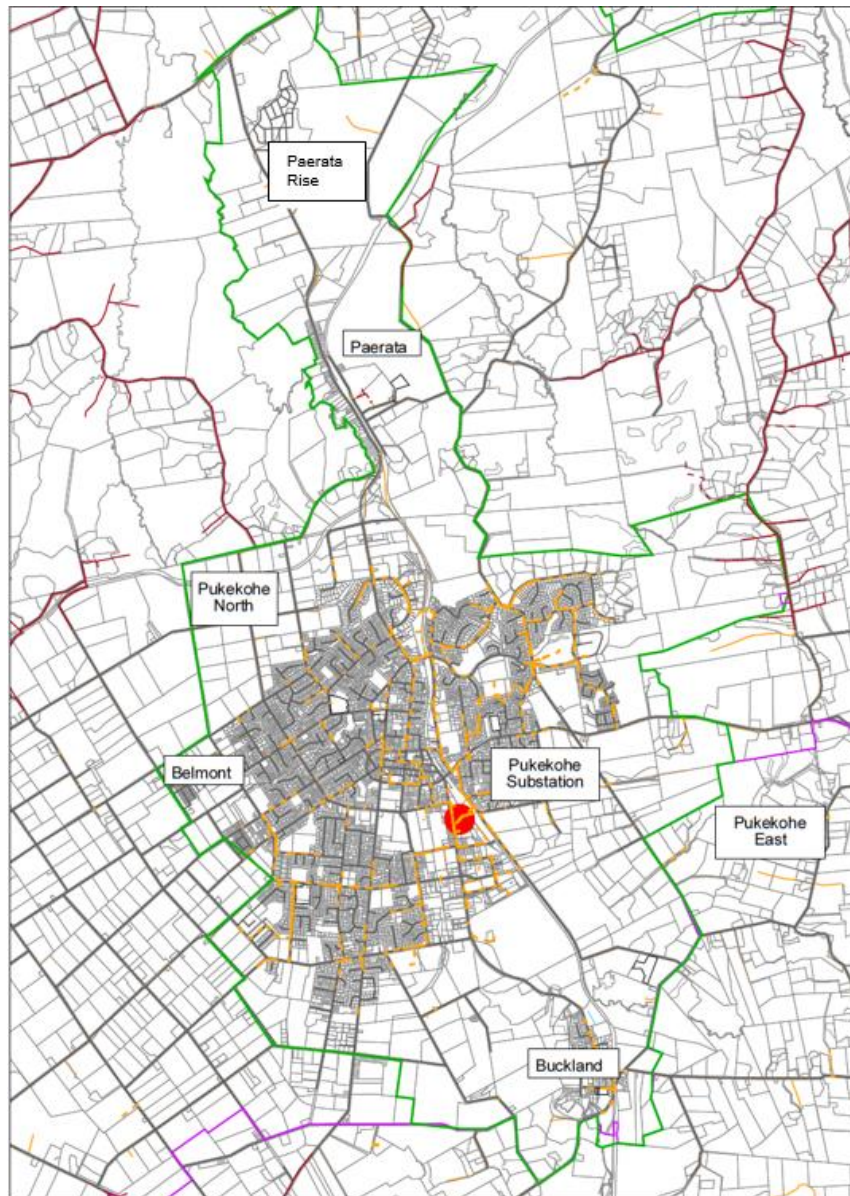 Paerata
Rise
Paerata
Pukekohe
North
Belmont
Pukekohe
Substation
Pukekohe
East
Buckland